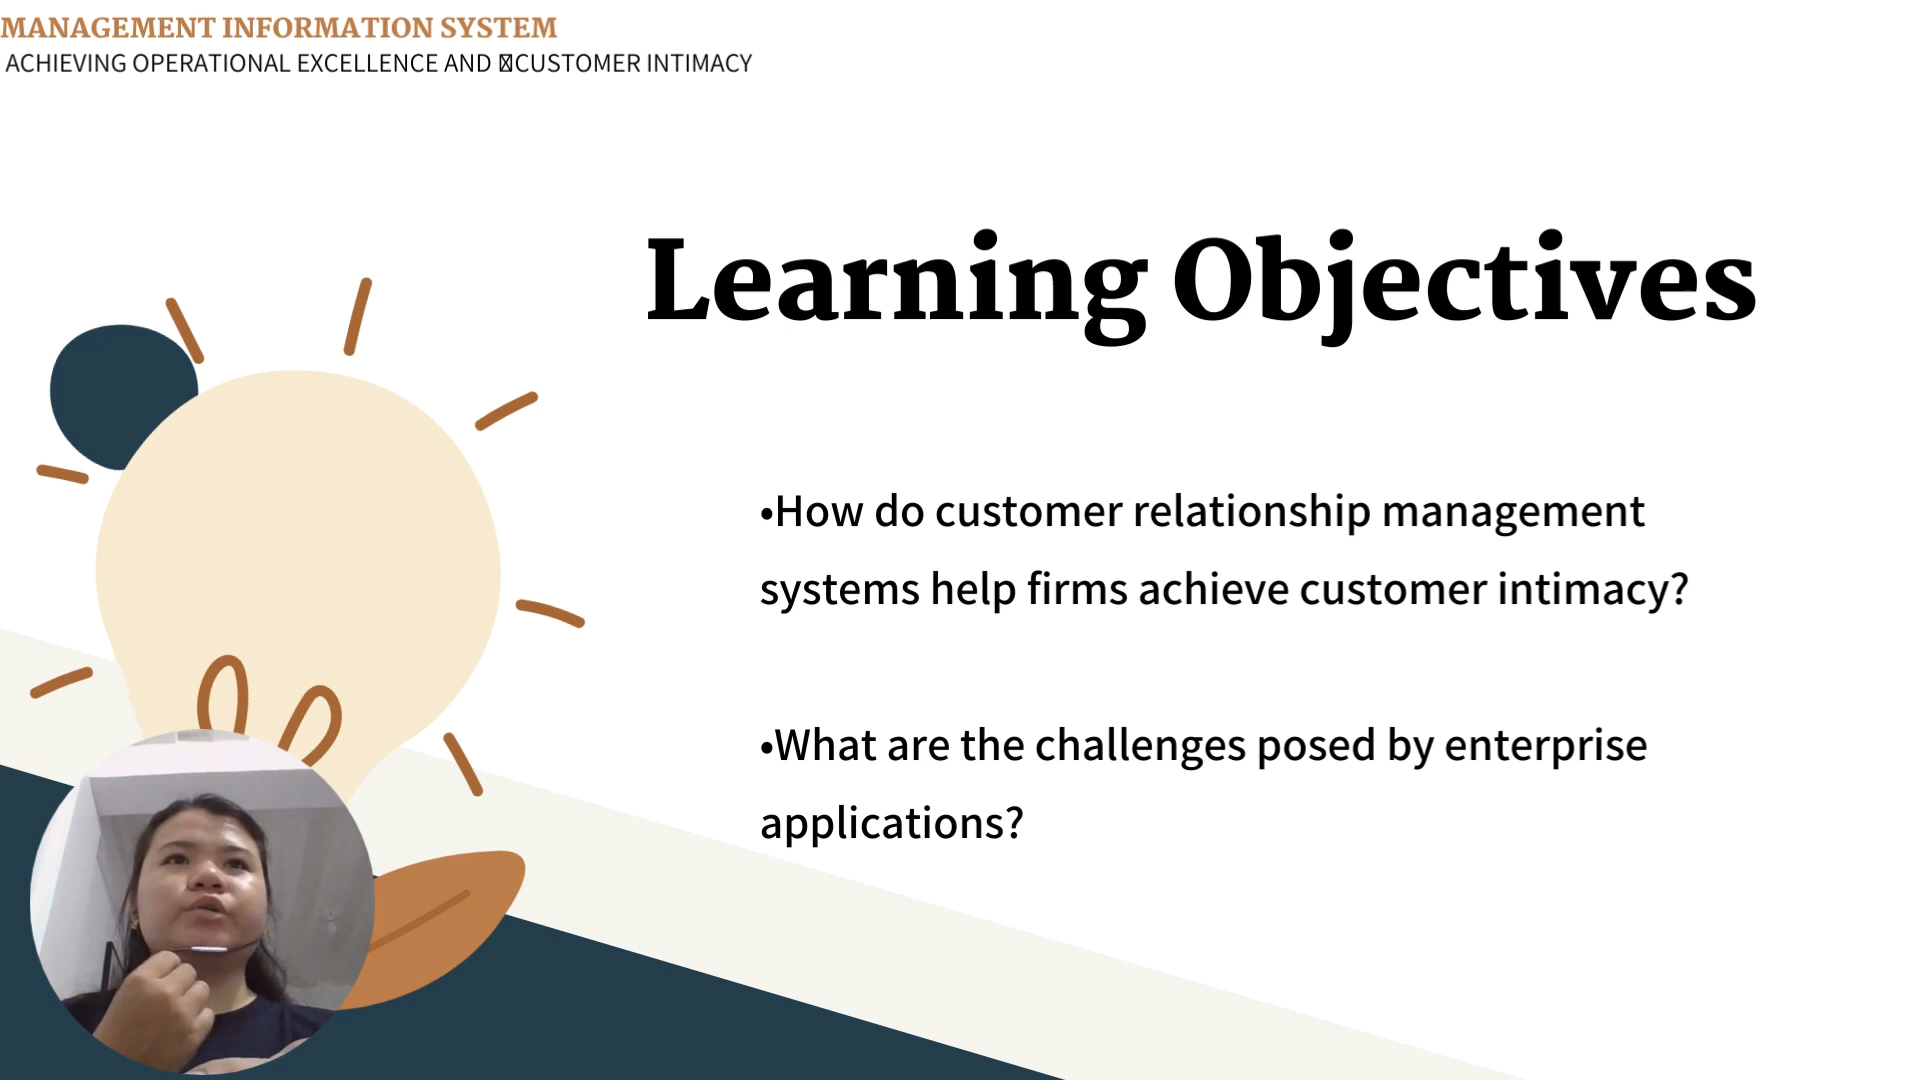 MANAGEMENT INFORMATION SYSTEM
ACHIEVING OPERATIONAL EXCELLENCE AND CUSTOMER INTIMACY
Learning Objectives
•How do customer relationship management
systems help firms achieve customer intimacy?
•What are the challenges posed by enterprise
applications?